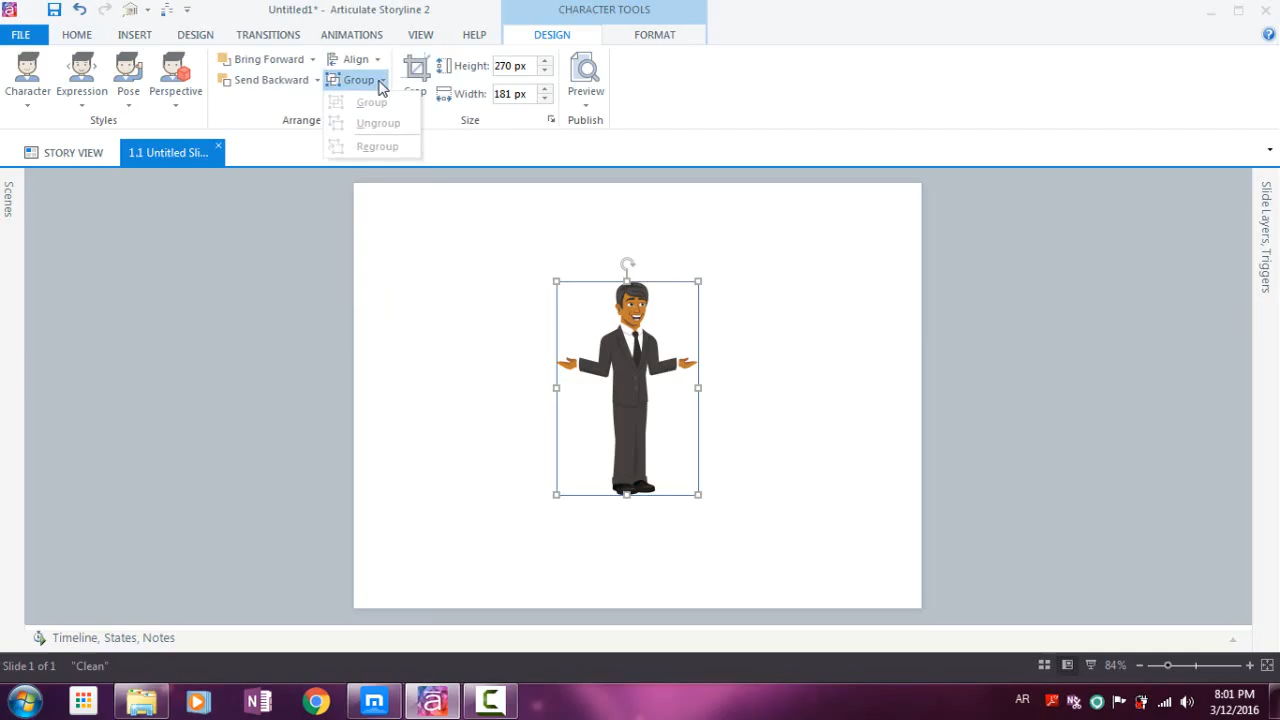 Untitled1* - Articulate Storyline 2
CHARACTER TOOLS
FILE
HOME
INSERT
DESIGN
TRANSITIONS
ANIMATIONS
VIEW
HELP
DESIGN
FORMAT
Character
Expression
Pose
Perspective
Styles
Bring Forward
Send Backward
Align
Group
Arrange
Group
Ungroup
Regroup
Height: 270 px
Width: 181 px
Size
Preview
Publish
STORY VIEW
1.1 Untitled Sli...
Scenes
Slide Layers, Triggers
Timeline, States, Notes
Slide 1 of 1
"Clean"
84%
AR
8:01 PM
3/12/2016